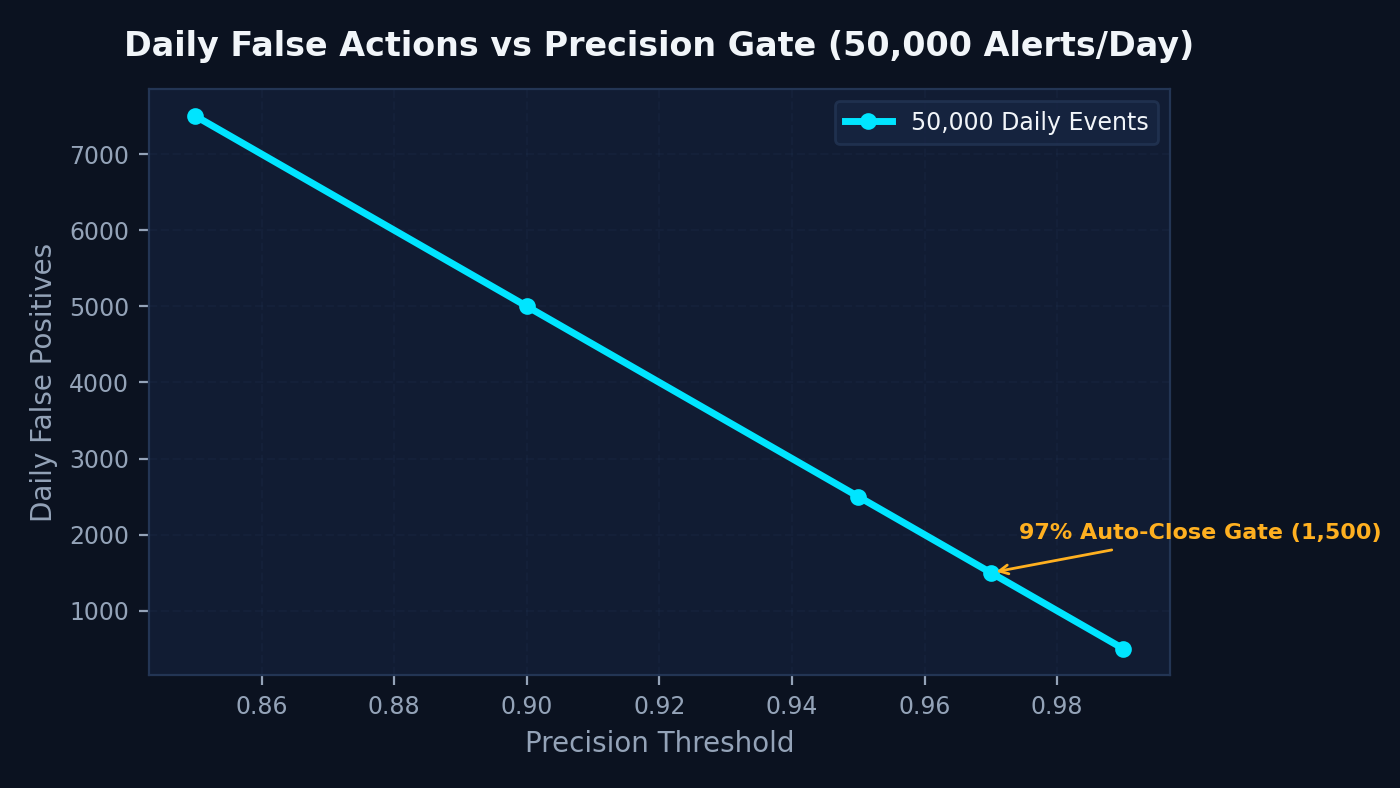 Daily False Actions vs Precision Gate (50,000 Alerts/Day)
50,000 Daily Events
Daily False Positives
7000
6000
5000
4000
3000
2000
1000
97% Auto-Close Gate (1,500)
0.86
0.88
0.90
0.92
0.94
0.96
0.98
Precision Threshold